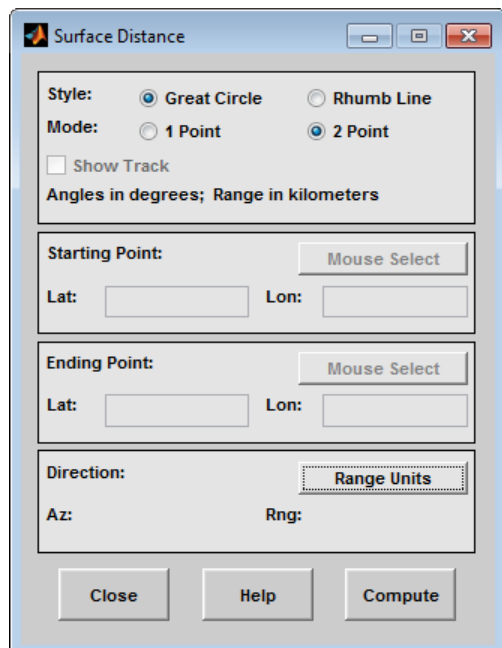 Surface Distance
Style: Great Circle Rhumb Line
Mode: 1 Point 2 Point
Show Track
Angles in degrees; Range in kilometers
Starting Point: Mouse Select
Lat: Lon:
Ending Point: Mouse Select
Lat: Lon:
Direction: Range Units
Az: Rng:
Close Help Compute